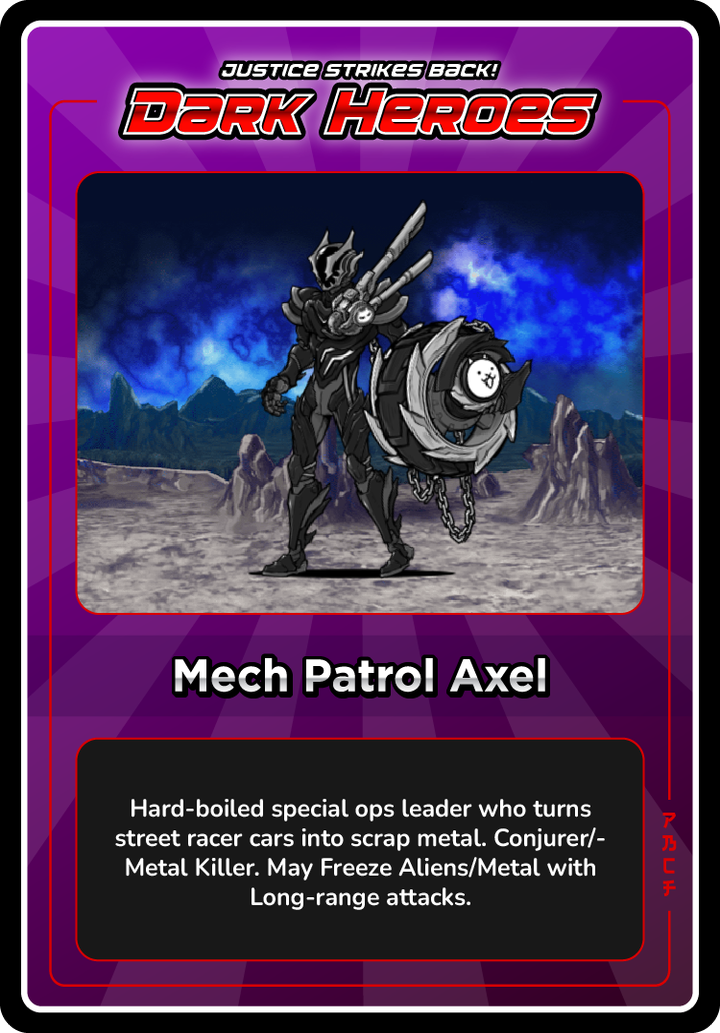 JUSTICE STRIKES BACK!
Dark Heroes
Mech Patrol Axel
Hard-boiled special ops leader who turns
street racer cars into scrap metal. Conjurer/-
Metal Killer. May Freeze Aliens/Metal with
Long-range attacks.